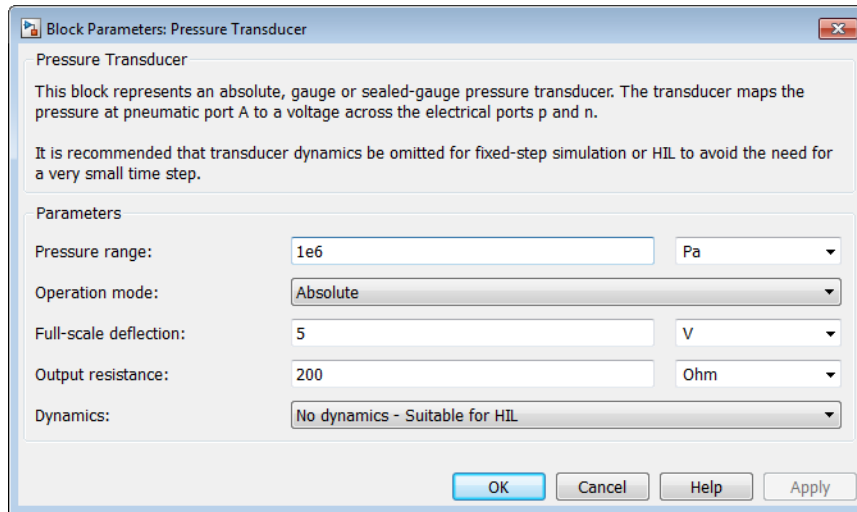 Block Parameters: Pressure Transducer
Pressure Transducer
This block represents an absolute, gauge or sealed-gauge pressure transducer. The transducer maps the
pressure at pneumatic port A to a voltage across the electrical ports p and n.
It is recommended that transducer dynamics be omitted for fixed-step simulation or HIL to avoid the need for
a very small time step.
Parameters
Pressure range: 1e6 Pa
Operation mode: Absolute
Full-scale deflection: 5 V
Output resistance: 200 Ohm
Dynamics: No dynamics - Suitable for HIL
OK Cancel Help Apply